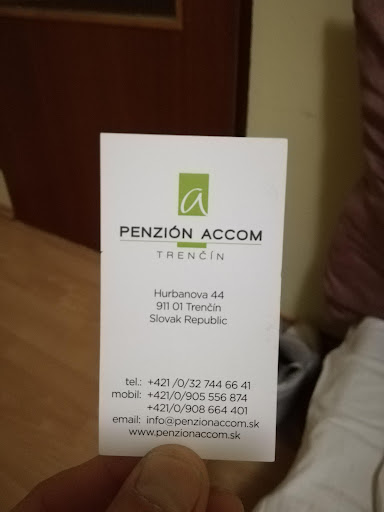 a
PENZIÓN ACCOM
TRENČÍN
Hurbanova 44
911 01 Trenčín
Slovak Republic
tel.: +421 /0/32 744 66 41
mobil: +421/0/905 556 874
+421/0/908 664 401
email: info@penzionaccom.sk
www.penzionaccom.sk